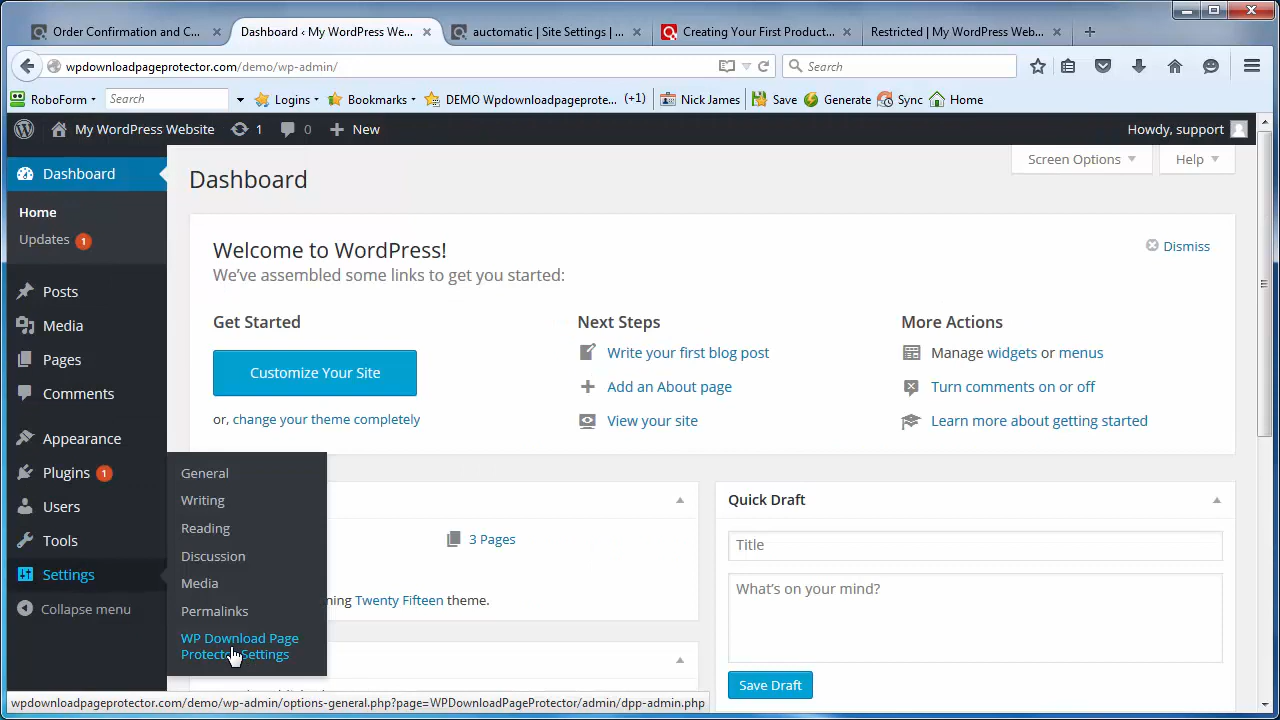 Order Confirmation and C...
Dashboard ‹ My WordPress We...
auctomatic | Site Settings | ...
Creating Your First Product...
Restricted | My WordPress Web...
wpdownloadpageprotector.com/demo/wp-admin/
Search
RoboForm
Search
Logins
Bookmarks
DEMO Wpdownloadpageprote...
(+1)
Nick James
Save
Generate
Sync
Home
My WordPress Website
1
0
New
Howdy, support
Dashboard
Home
Updates 1
Posts
Media
Pages
Comments
Appearance
Plugins 1
Users
Tools
Settings
Collapse menu
General
Writing
Reading
Discussion
Media
Permalinks
WP Download Page
Protector Settings
Screen Options
Help
Dashboard
Welcome to WordPress!
We've assembled some links to get you started:
Dismiss
Get Started
Customize Your Site
or, change your theme completely
Next Steps
Write your first blog post
Add an About page
View your site
More Actions
Manage widgets or menus
Turn comments on or off
Learn more about getting started
3 Pages
Twenty Fifteen theme.
Quick Draft
Title
What's on your mind?
Save Draft
wpdownloadpageprotector.com/demo/wp-admin/options-general.php?page=WPDownloadPageProtector/admin/dpp-admin.php